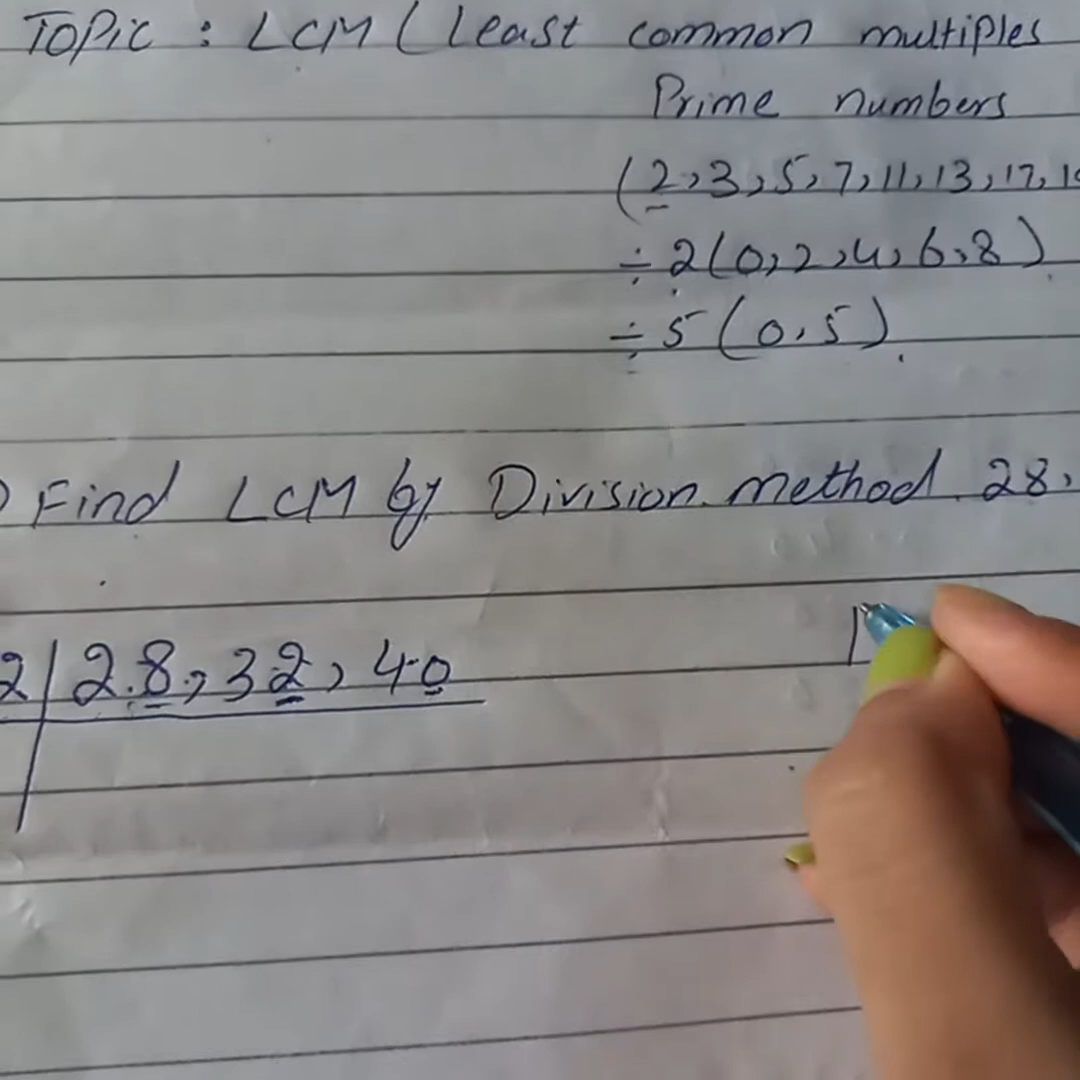 Topic : LCM ( Least common multiples
Prime numbers
(2, 3, 5, 7, 11, 13, 17, 1
÷ 2 (0, 2, 4, 6, 8)
÷ 5 (0, 5)
) Find LCM by Division method 28,
2 | 28, 32, 40